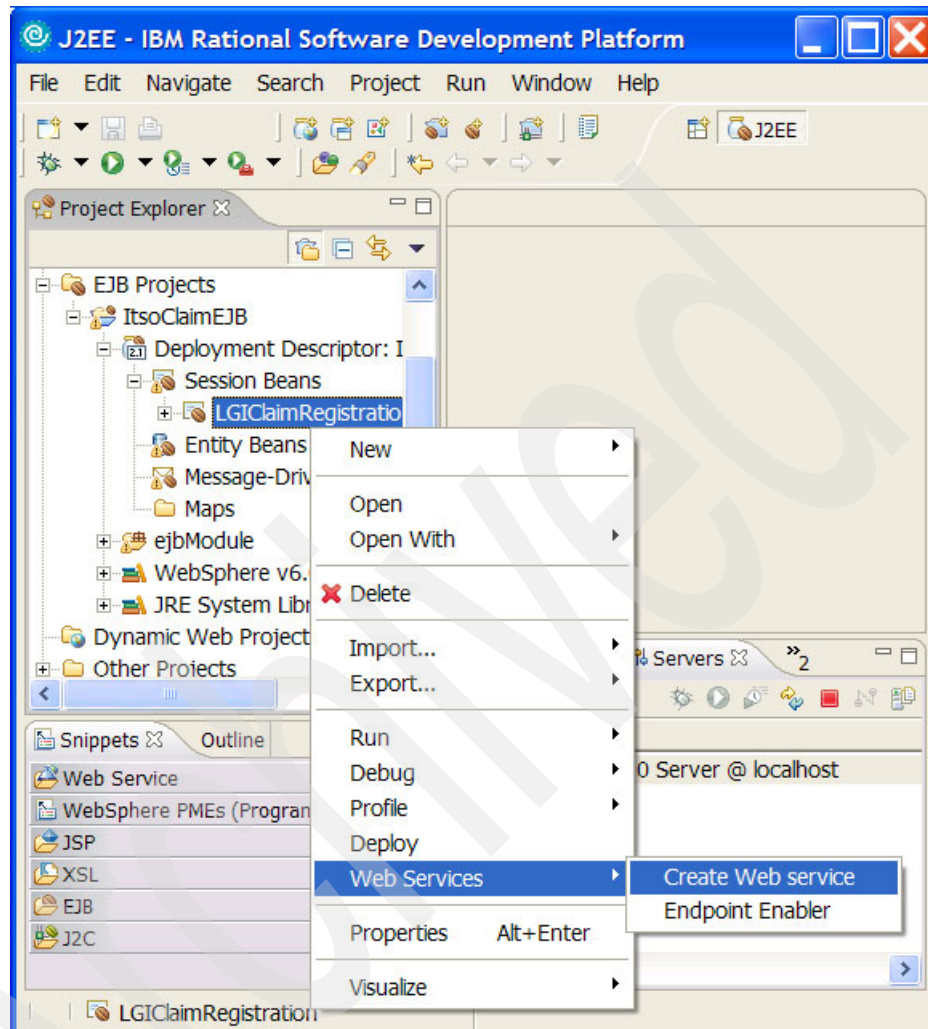 J2EE - IBM Rational Software Development Platform
File Edit Navigate Search Project Run Window Help
J2EE
Project Explorer
EJB Projects
ItsoClaimEJB
2.1 Deployment Descriptor: I
Session Beans
LGIClaimRegistratio
Entity Beans
Message-Driv
Maps
ejbModule
WebSphere v6.
JRE System Libr
Dynamic Web Project
Other Projects
New
Open
Open With
Delete
Import...
Export...
Run
Debug
Profile
Deploy
Web Services
Properties Alt+Enter
Visualize
Create Web service
Endpoint Enabler
Servers »2
0 Server @ localhost
Snippets Outline
Web Service
WebSphere PMEs (Program
JSP
XSL
EJB
J2C
LGIClaimRegistration